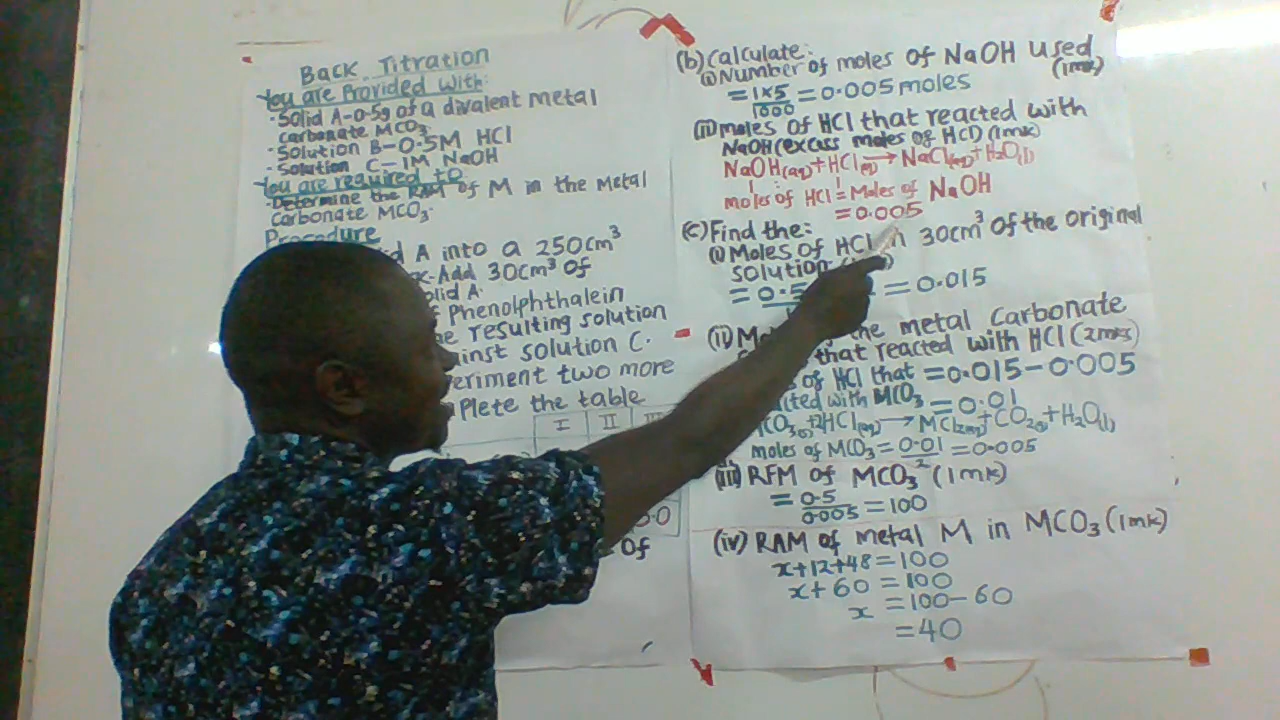 Back Titration
You are Provided With:
· Solid A-0.5g of a divalent metal
carbonate MCO3
· Solution B-0.5M HCl
· Solution C-1M NaOH
You are required to
Determine the RAM of M in the Metal
Carbonate MCO3.
Procedure
d A into a 250cm³
-Add 30cm³ of
olid A.
Phenolphthalein
e resulting solution
ainst solution C.
eriment two more
plete the table
I II III
5.0
of
(b) Calculate:
(i) Number of moles of NaOH used
(1mk)
= 1x5/1000 = 0.005 moles
(ii) moles of HCl that reacted with
NaOH (excess moles of HCl) (1mk)
NaOH(aq) + HCl(aq) → NaCl(aq) + H2O(l)
1 : 1
moles of HCl = Moles of NaOH
= 0.005
(c) Find the:
(i) Moles of HCl in 30cm³ of the original
solution
= 0.5 = 0.015
(ii) Mo the metal Carbonate
that reacted with HCl (2mks)
of HCl that = 0.015 - 0.005
cted with MCO3 = 0.01
CO3(s) + 2HCl(aq) → MCl2(aq) + CO2(g) + H2O(l)
moles of MCO3 = 0.01/2 = 0.005
(iii) RFM of MCO3 (1mk)
= 0.5/0.005 = 100
(iv) RAM of metal M in MCO3 (1mk)
x + 12 + 48 = 100
x + 60 = 100
x = 100 - 60
= 40